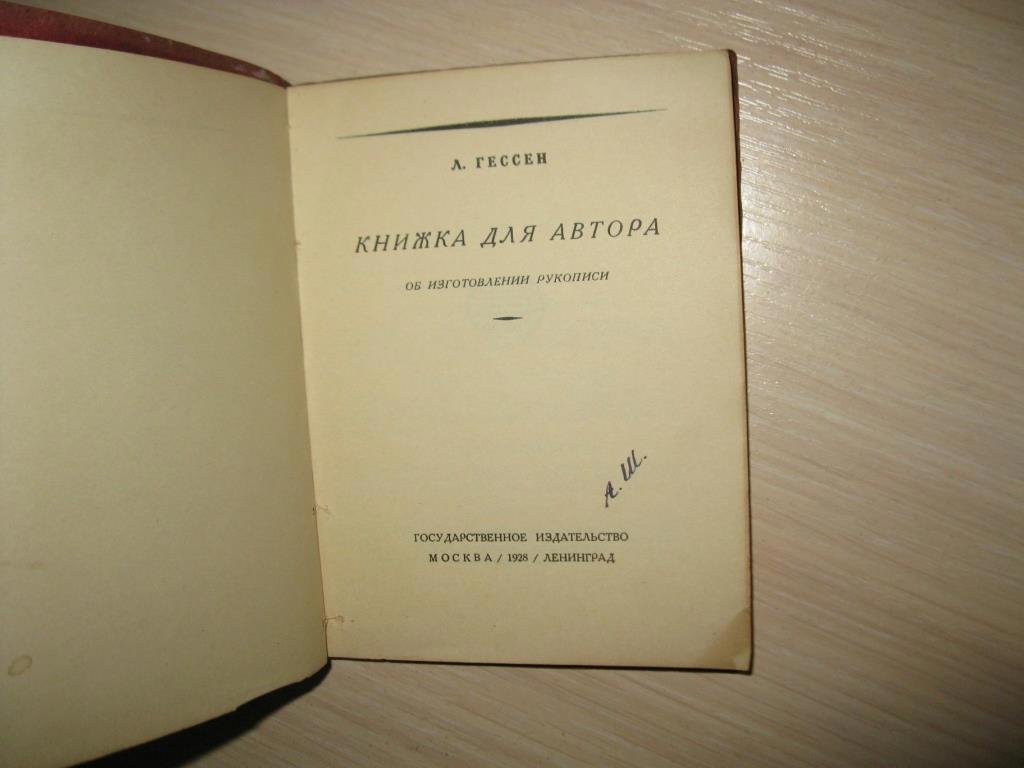 Л. ГЕССЕН
КНИЖКА ДЛЯ АВТОРА
ОБ ИЗГОТОВЛЕНИИ РУКОПИСИ
А. Ш.
ГОСУДАРСТВЕННОЕ ИЗДАТЕЛЬСТВО
МОСКВА / 1928 / ЛЕНИНГРАД